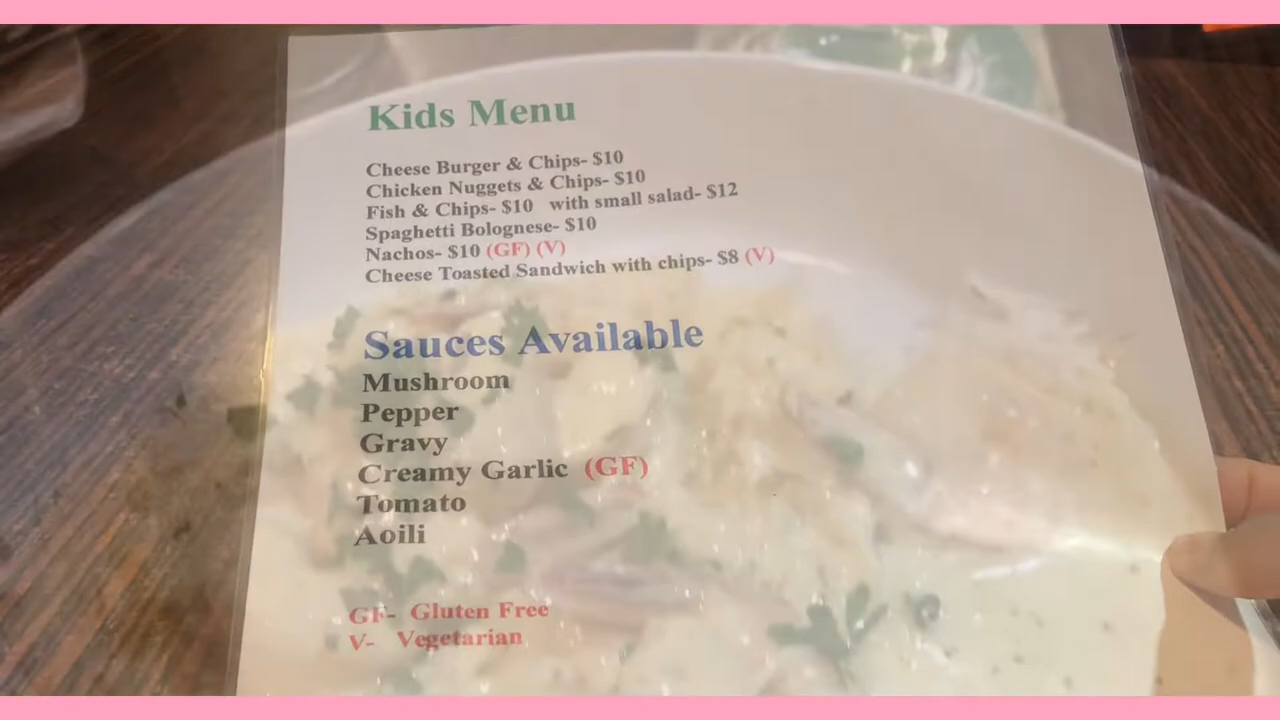 Kids Menu
Cheese Burger & Chips- $10
Chicken Nuggets & Chips- $10
Fish & Chips- $10 with small salad- $12
Spaghetti Bolognese- $10
Nachos- $10 (GF) (V)
Cheese Toasted Sandwich with chips- $8 (V)
Sauces Available
Mushroom
Pepper
Gravy
Creamy Garlic (GF)
Tomato
Aoili
GF- Gluten Free
V- Vegetarian